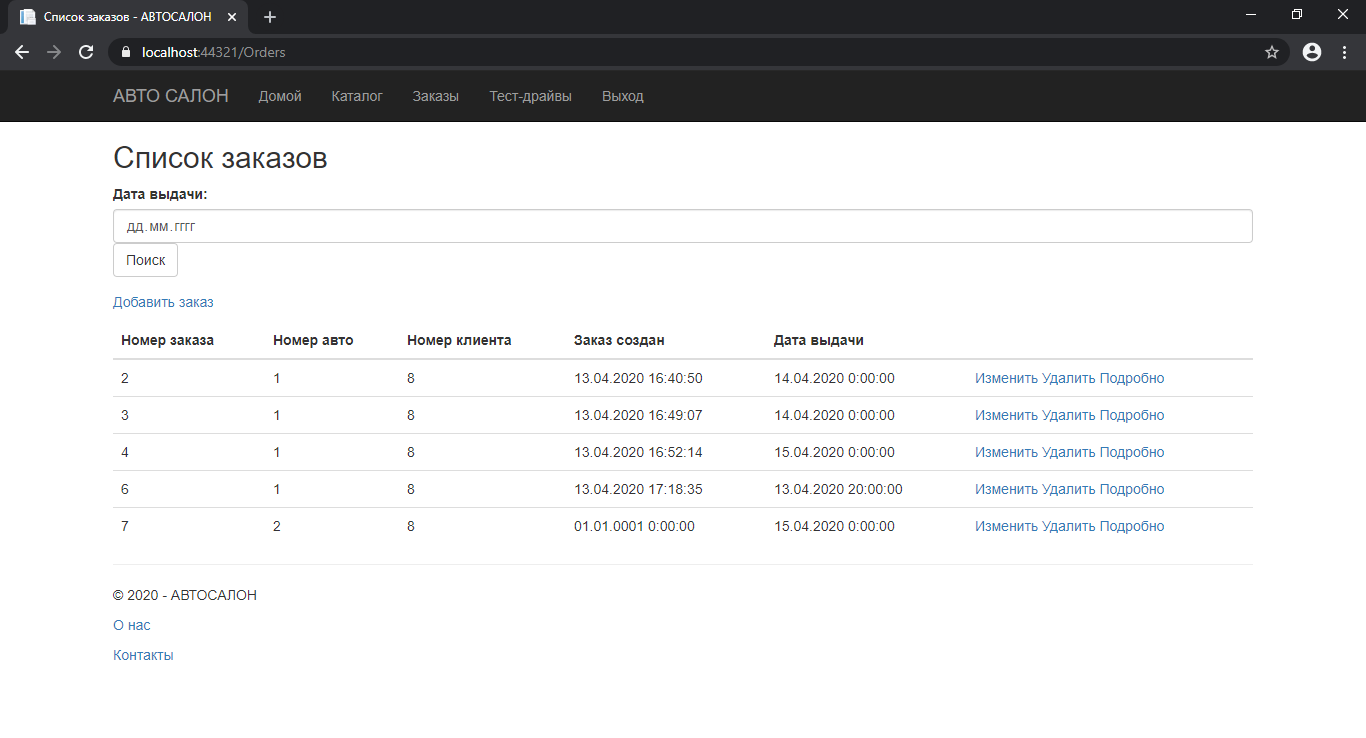 Список заказов - АВТОСАЛОН
localhost:44321/Orders
АВТО САЛОН Домой Каталог Заказы Тест-драйвы Выход
Список заказов
Дата выдачи:
дд.мм.гггг
Поиск
Добавить заказ
Номер заказа Номер авто Номер клиента Заказ создан Дата выдачи
2 1 8 13.04.2020 16:40:50 14.04.2020 0:00:00 Изменить Удалить Подробно
3 1 8 13.04.2020 16:49:07 14.04.2020 0:00:00 Изменить Удалить Подробно
4 1 8 13.04.2020 16:52:14 15.04.2020 0:00:00 Изменить Удалить Подробно
6 1 8 13.04.2020 17:18:35 13.04.2020 20:00:00 Изменить Удалить Подробно
7 2 8 01.01.0001 0:00:00 15.04.2020 0:00:00 Изменить Удалить Подробно
© 2020 - АВТОСАЛОН
О нас
Контакты